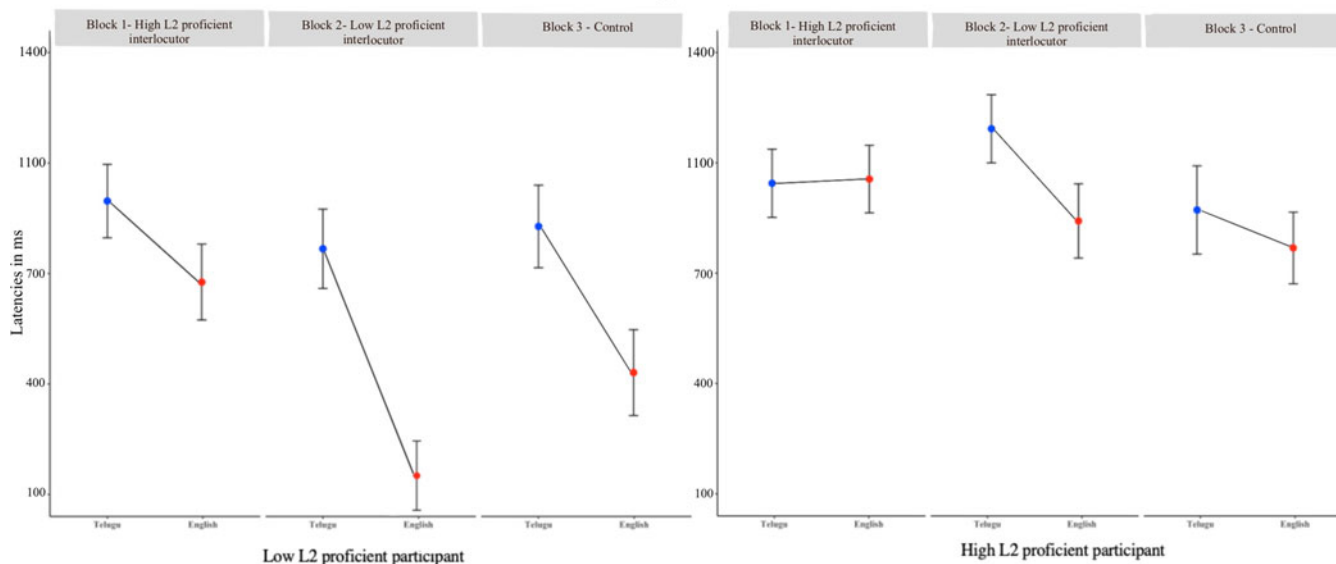 Block 1- High L2 proficient
interlocutor
Block 2- Low L2 proficient
interlocutor
Block 3 - Control
1400
1100
700
400
100
Latencies in ms
Telugu English Telugu English Telugu English
Low L2 proficient participant
Block 1- High L2 proficient
interlocutor
Block 2- Low L2 proficient
interlocutor
Block 3 - Control
1400
1100
700
400
100
Telugu English Telugu English Telugu English
High L2 proficient participant